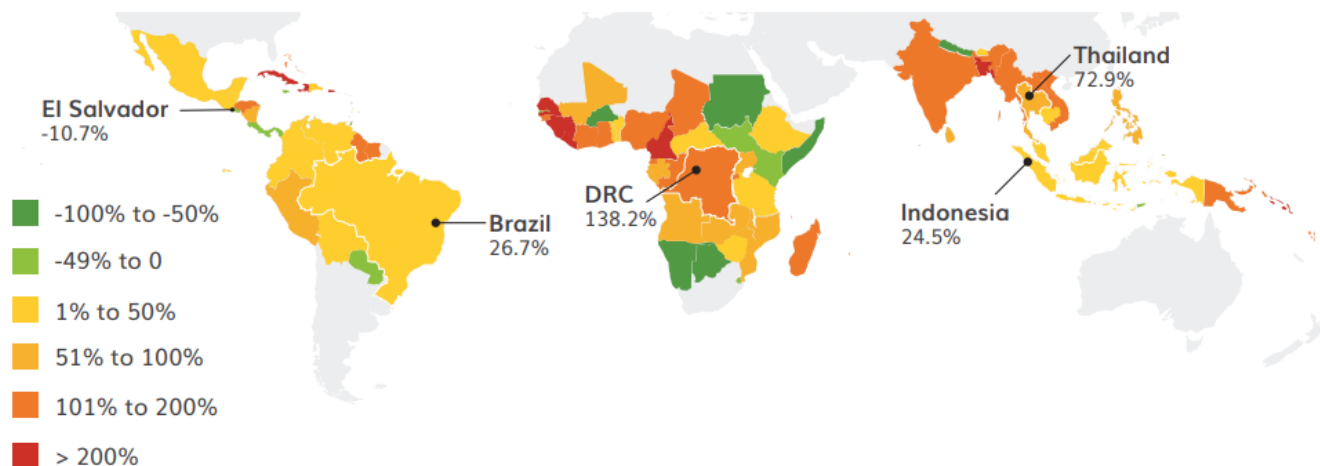 Thailand
72.9%
El Salvador
-10.7%
DRC
138.2%
Brazil
26.7%
Indonesia
24.5%
-100% to -50%
-49% to 0
1% to 50%
51% to 100%
101% to 200%
> 200%